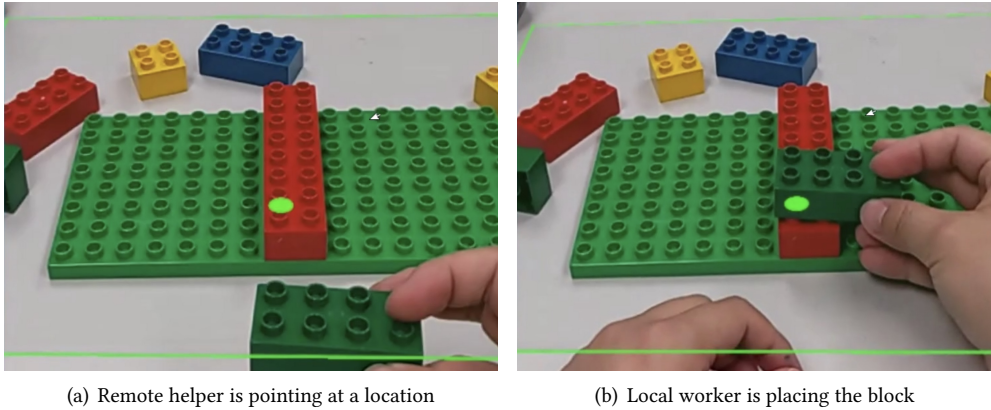 (a) Remote helper is pointing at a location
(b) Local worker is placing the block